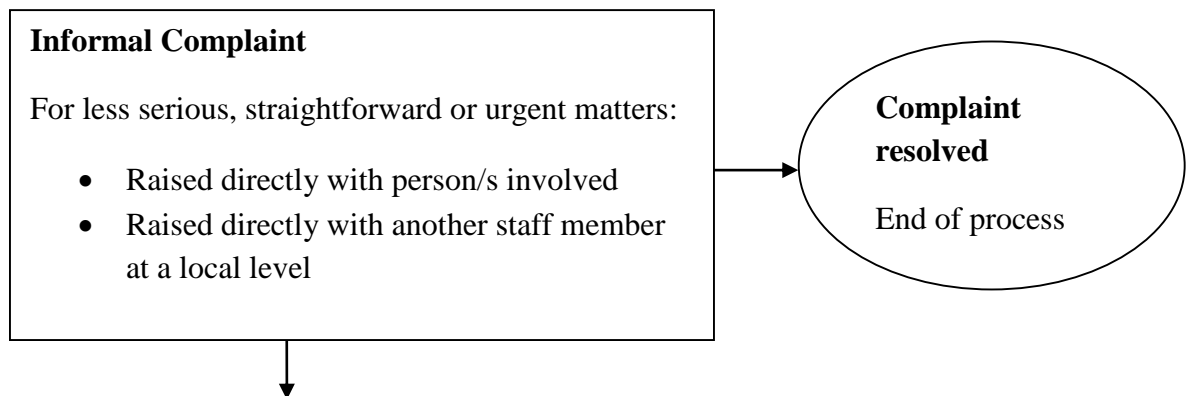 Informal Complaint
For less serious, straightforward or urgent matters:
• Raised directly with person/s involved
• Raised directly with another staff member
at a local level
Complaint
resolved
End of process